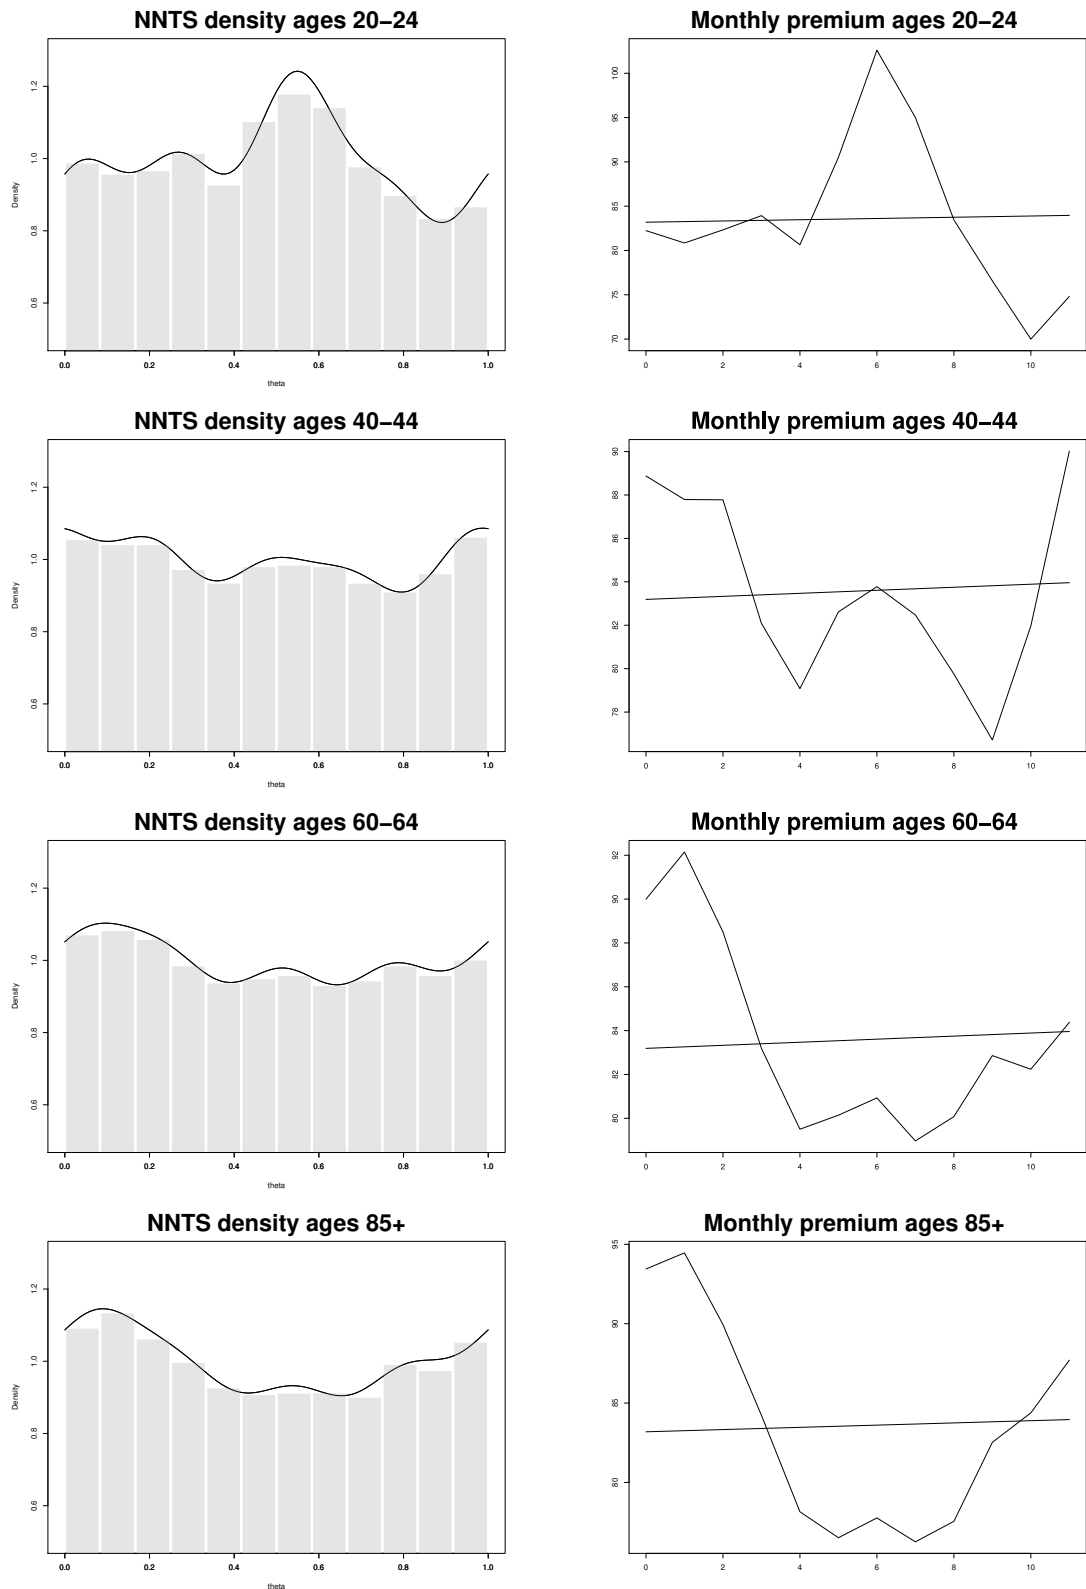 NNTS density ages 20−24
Monthly premium ages 20−24
Density
0.6 0.8 1.0 1.2
0.0 0.2 0.4 0.6 0.8 1.0
theta
70 75 80 85 90 95 100
0 2 4 6 8 10
NNTS density ages 40−44
Monthly premium ages 40−44
Density
0.6 0.8 1.0 1.2
0.0 0.2 0.4 0.6 0.8 1.0
theta
78 80 82 84 86 88 90
0 2 4 6 8 10
NNTS density ages 60−64
Monthly premium ages 60−64
Density
0.6 0.8 1.0 1.2
0.0 0.2 0.4 0.6 0.8 1.0
theta
80 82 84 86 88 90 92
0 2 4 6 8 10
NNTS density ages 85+
Monthly premium ages 85+
Density
0.6 0.8 1.0 1.2
0.0 0.2 0.4 0.6 0.8 1.0
theta
80 85 90 95
0 2 4 6 8 10